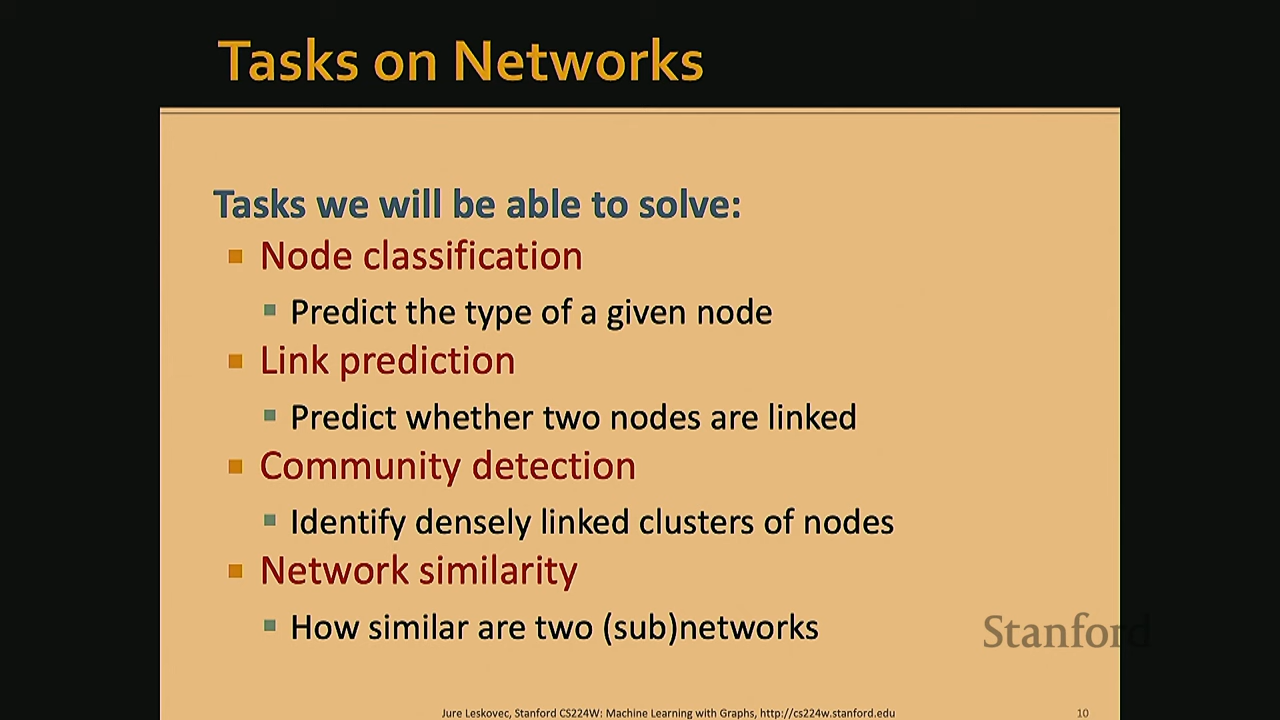 Tasks on Networks
Tasks we will be able to solve:
Node classification
Predict the type of a given node
Link prediction
Predict whether two nodes are linked
Community detection
Identify densely linked clusters of nodes
Network similarity
How similar are two (sub)networks
Stanford
Jure Leskovec, Stanford CS224W: Machine Learning with Graphs, http://cs224w.stanford.edu
10